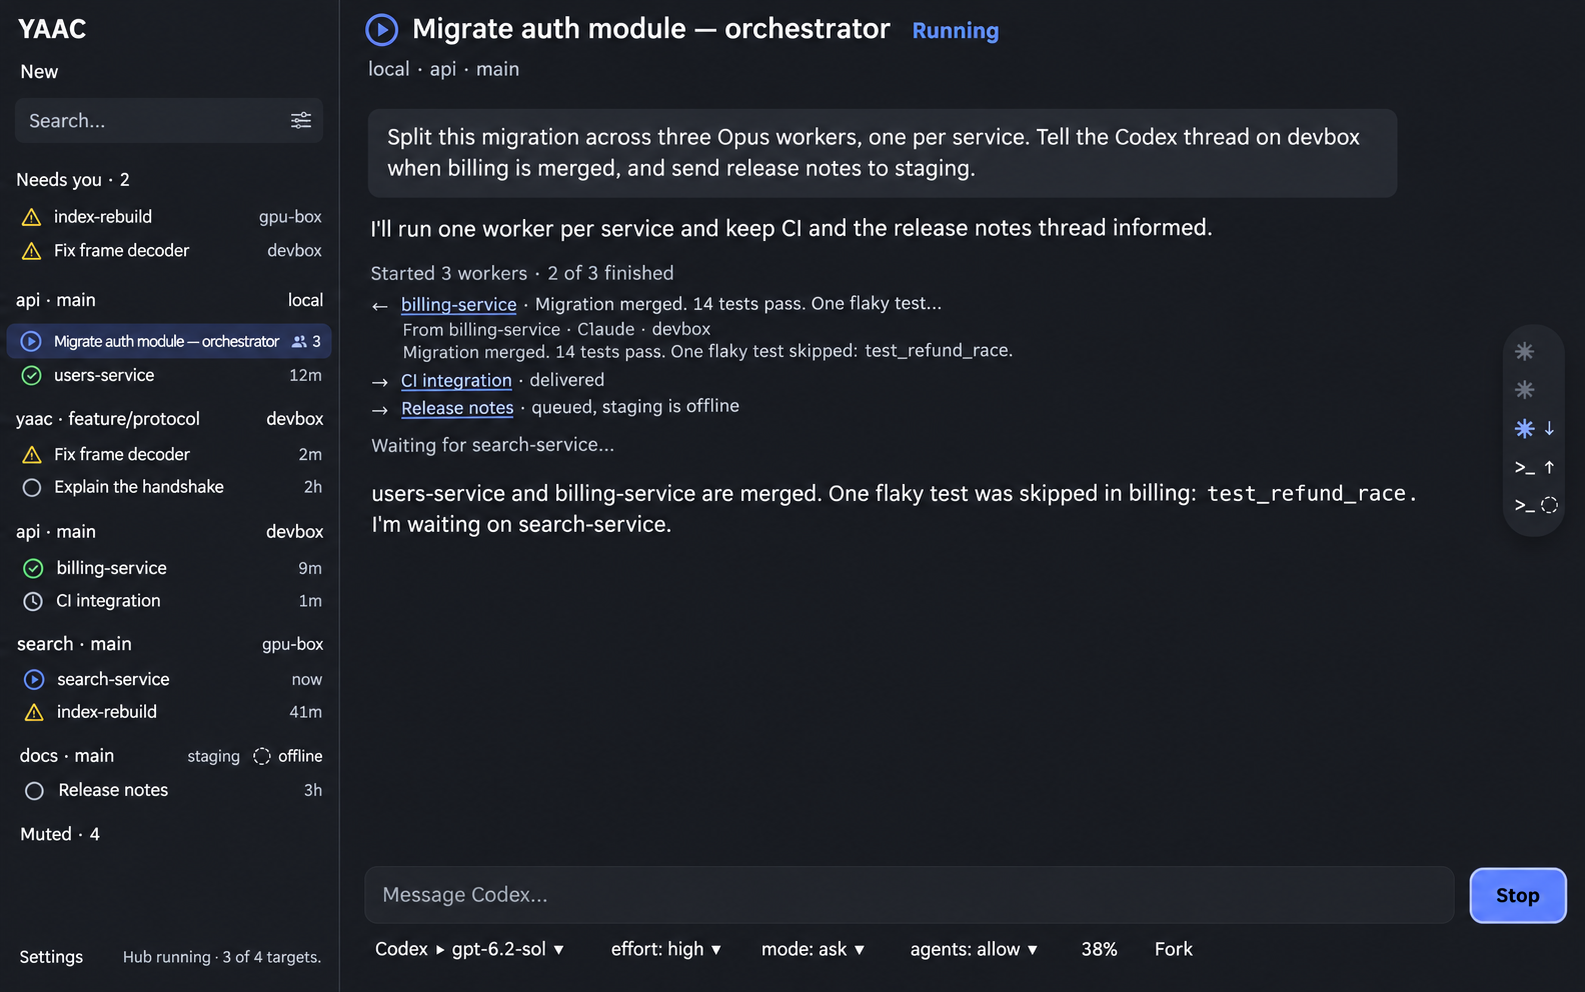 YAAC
New
Search...
Needs you · 2
index-rebuild gpu-box
Fix frame decoder devbox
api · main local
Migrate auth module — orchestrator 3
users-service 12m
yaac · feature/protocol devbox
Fix frame decoder 2m
Explain the handshake 2h
api · main devbox
billing-service 9m
CI integration 1m
search · main gpu-box
search-service now
index-rebuild 41m
docs · main staging offline
Release notes 3h
Muted · 4
Settings Hub running · 3 of 4 targets.
Migrate auth module — orchestrator Running
local · api · main
Split this migration across three Opus workers, one per service. Tell the Codex thread on devbox
when billing is merged, and send release notes to staging.
I'll run one worker per service and keep CI and the release notes thread informed.
Started 3 workers · 2 of 3 finished
← billing-service · Migration merged. 14 tests pass. One flaky test...
From billing-service · Claude · devbox
Migration merged. 14 tests pass. One flaky test skipped: test_refund_race.
→ CI integration · delivered
→ Release notes · queued, staging is offline
Waiting for search-service...
users-service and billing-service are merged. One flaky test was skipped in billing: test_refund_race.
I'm waiting on search-service.
↓
>_ ↑
>_
Message Codex...
Stop
Codex ▸ gpt-6.2-sol ▼ effort: high ▼ mode: ask ▼ agents: allow ▼ 38% Fork